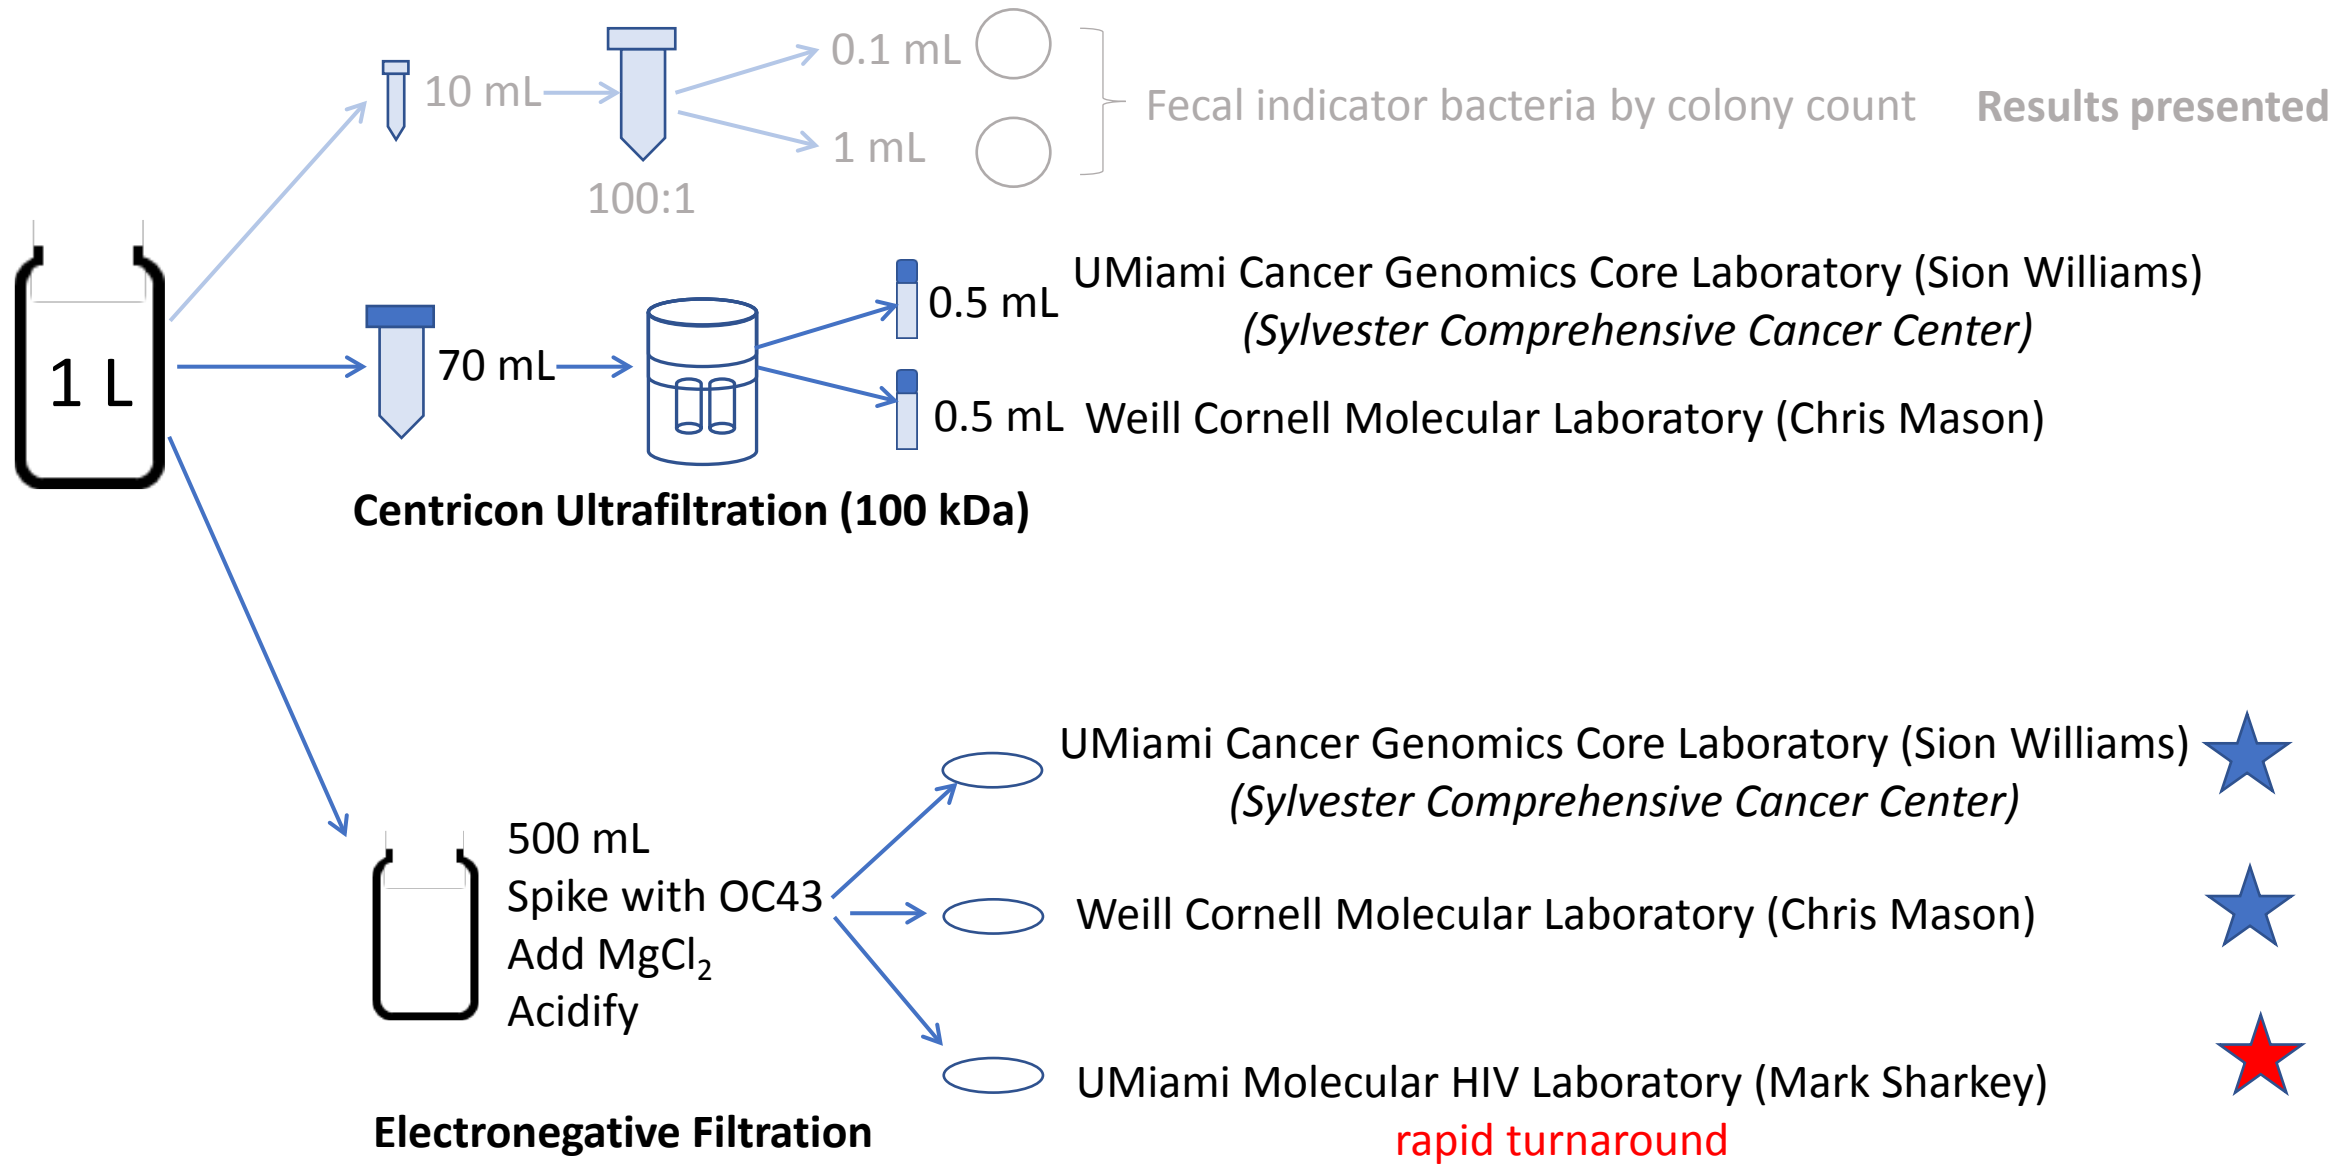 0.1 mL
10 mL
Fecal indicator bacteria by colony count Results presented
1 mL
100:1
UMiami Cancer Genomics Core Laboratory (Sion Williams)
0.5 mL
(Sylvester Comprehensive Cancer Center)
1 L
70 mL
0.5 mL Weill Cornell Molecular Laboratory (Chris Mason)
Centricon Ultrafiltration (100 kDa)
UMiami Cancer Genomics Core Laboratory (Sion Williams)
(Sylvester Comprehensive Cancer Center)
500 mL
Spike with OC43
Add MgCl₂
Acidify
Weill Cornell Molecular Laboratory (Chris Mason)
UMiami Molecular HIV Laboratory (Mark Sharkey)
rapid turnaround
Electronegative Filtration